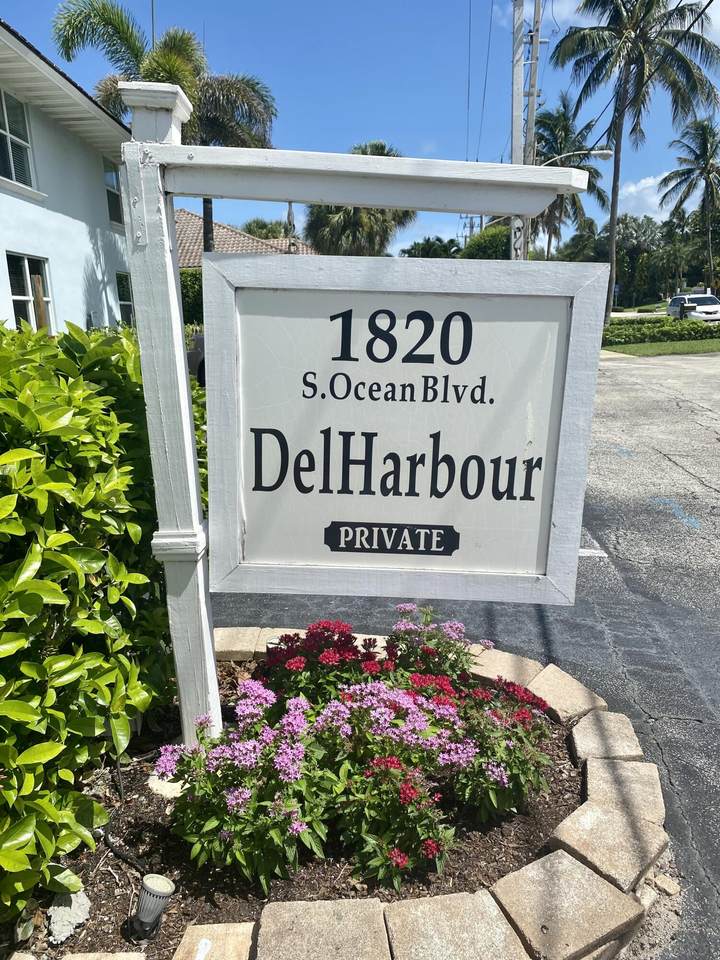 1820
S.Ocean Blvd.
DelHarbour
PRIVATE